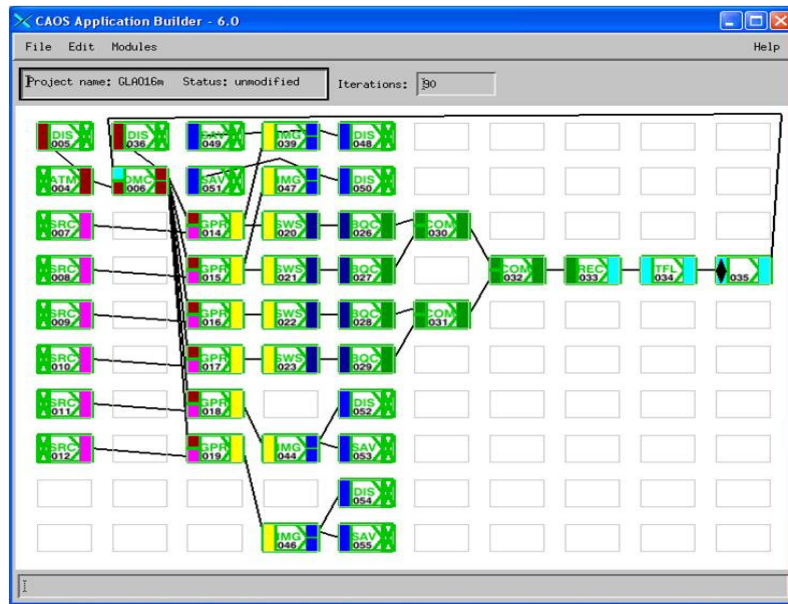 CAOS Application Builder - 6.0
File Edit Modules Help
Project name: GLAO16m Status: unmodified Iterations: 90
DIS 005 DIS 036 SAV 049 IMG 039 DIS 048
ATM 004 DMC 006 SAV 051 IMG 047 DIS 050
SRC 007 GPR 014 SWS 020 BQC 026 COM 030
SRC 008 GPR 015 SWS 021 BQC 027 COM 032 REC 033 TFL 034 035
SRC 009 GPR 016 SWS 022 BQC 028 COM 031
SRC 010 GPR 017 SWS 023 BQC 029
SRC 011 GPR 018 DIS 052
SRC 012 GPR 019 IMG 044 SAV 053
DIS 054
IMG 046 SAV 055